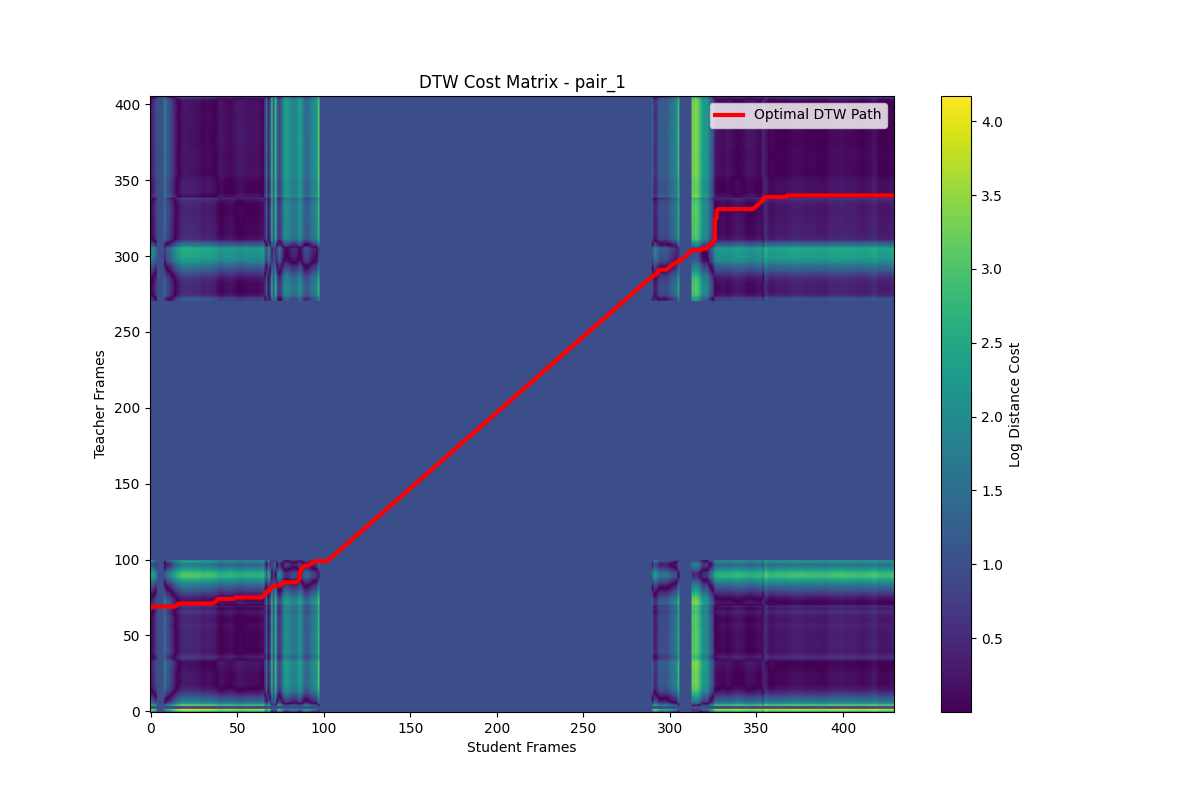 DTW Cost Matrix - pair_1
Optimal DTW Path
400
350
300
250
200
150
100
50
0
Teacher Frames
0 50 100 150 200 250 300 350 400
Student Frames
4.0
3.5
3.0
2.5
2.0
1.5
1.0
0.5
Log Distance Cost